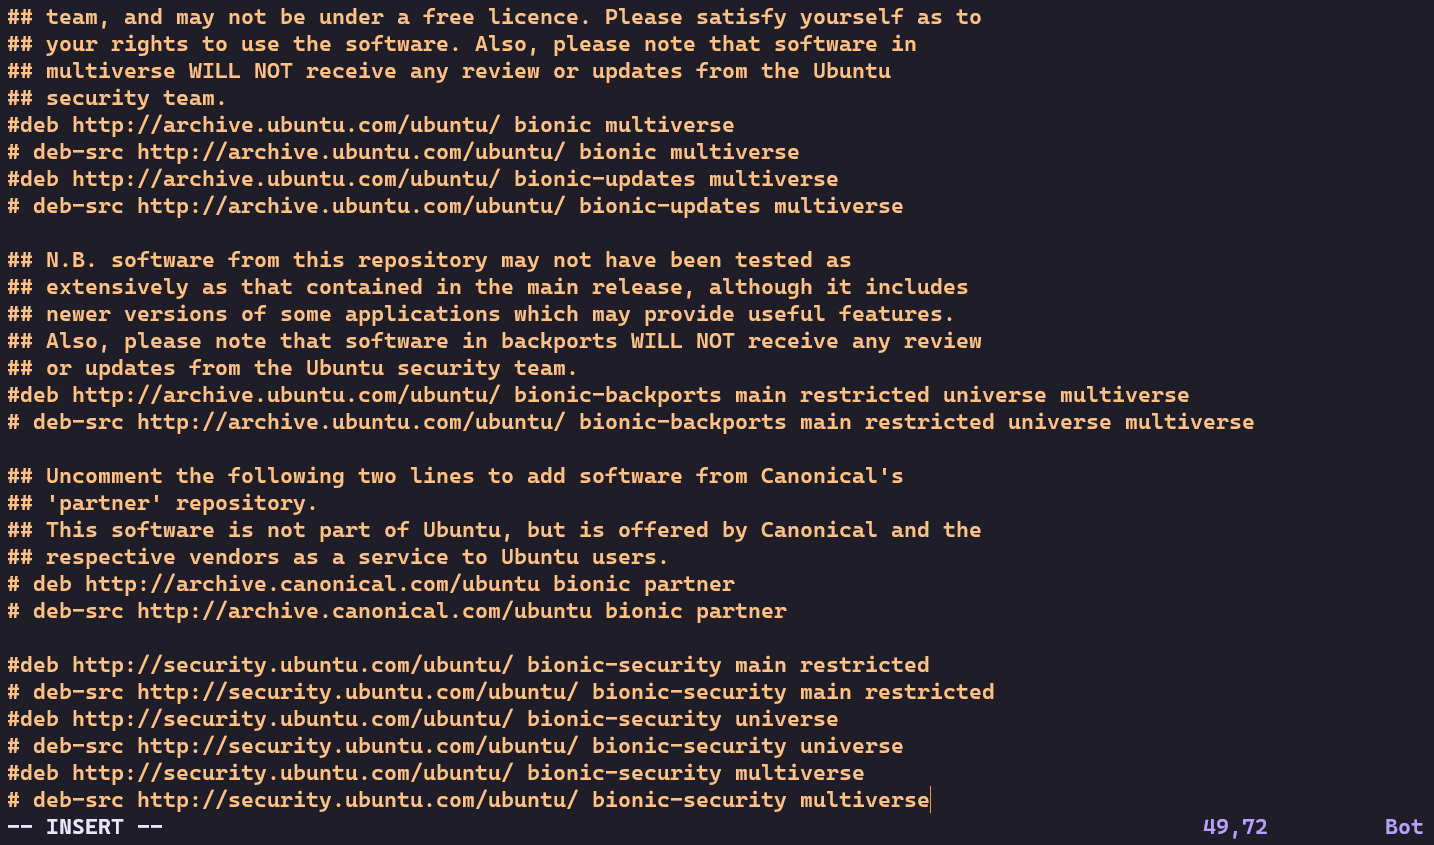 ## team, and may not be under a free licence. Please satisfy yourself as to
## your rights to use the software. Also, please note that software in
## multiverse WILL NOT receive any review or updates from the Ubuntu
## security team.
#deb http://archive.ubuntu.com/ubuntu/ bionic multiverse
# deb-src http://archive.ubuntu.com/ubuntu/ bionic multiverse
#deb http://archive.ubuntu.com/ubuntu/ bionic-updates multiverse
# deb-src http://archive.ubuntu.com/ubuntu/ bionic-updates multiverse

## N.B. software from this repository may not have been tested as
## extensively as that contained in the main release, although it includes
## newer versions of some applications which may provide useful features.
## Also, please note that software in backports WILL NOT receive any review
## or updates from the Ubuntu security team.
#deb http://archive.ubuntu.com/ubuntu/ bionic-backports main restricted universe multiverse
# deb-src http://archive.ubuntu.com/ubuntu/ bionic-backports main restricted universe multiverse

## Uncomment the following two lines to add software from Canonical's
## 'partner' repository.
## This software is not part of Ubuntu, but is offered by Canonical and the
## respective vendors as a service to Ubuntu users.
# deb http://archive.canonical.com/ubuntu bionic partner
# deb-src http://archive.canonical.com/ubuntu bionic partner

#deb http://security.ubuntu.com/ubuntu/ bionic-security main restricted
# deb-src http://security.ubuntu.com/ubuntu/ bionic-security main restricted
#deb http://security.ubuntu.com/ubuntu/ bionic-security universe
# deb-src http://security.ubuntu.com/ubuntu/ bionic-security universe
#deb http://security.ubuntu.com/ubuntu/ bionic-security multiverse
# deb-src http://security.ubuntu.com/ubuntu/ bionic-security multiverse
-- INSERT -- 49,72 Bot